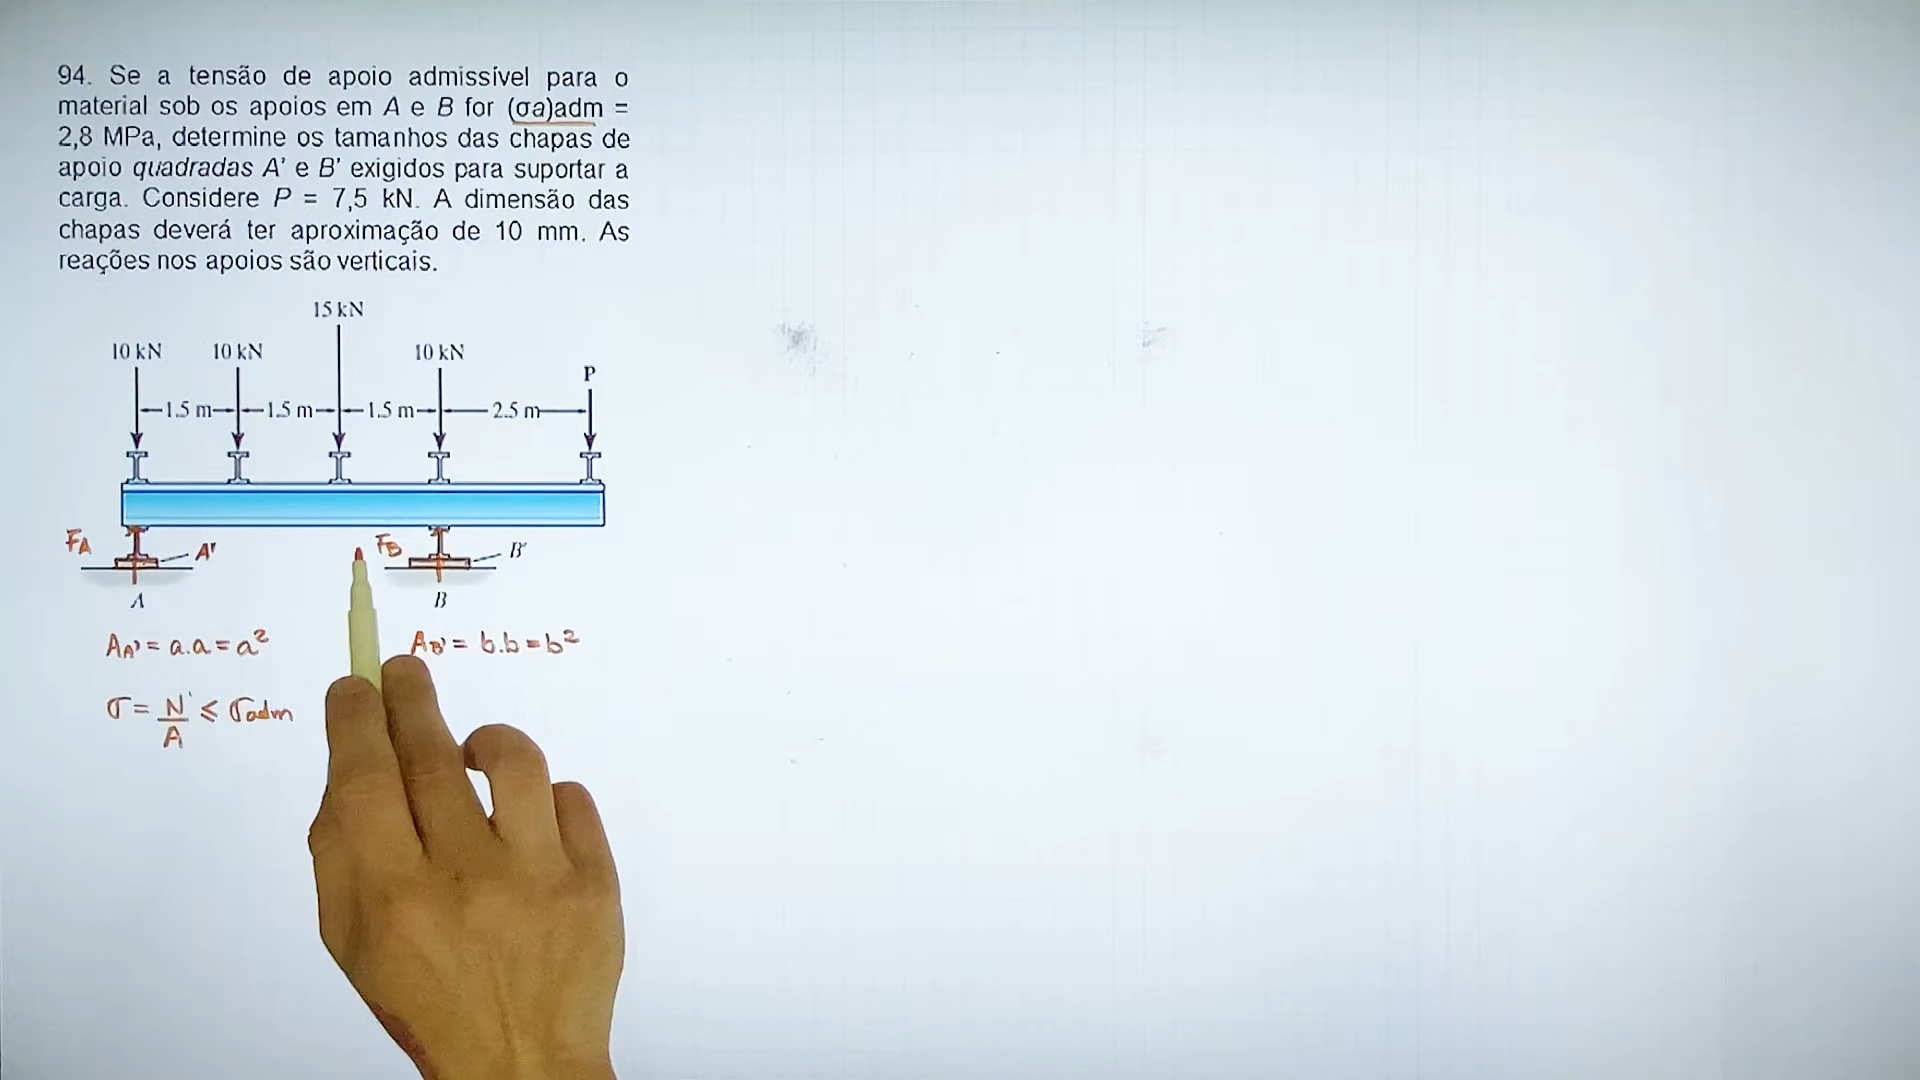 94. Se a tensão de apoio admissível para o
material sob os apoios em A e B for (σa)adm =
2,8 MPa, determine os tamanhos das chapas de
apoio quadradas A' e B' exigidos para suportar a
carga. Considere P = 7,5 kN. A dimensão das
chapas deverá ter aproximação de 10 mm. As
reações nos apoios são verticais.
15 kN
10 kN 10 kN 10 kN
P
1.5 m 1.5 m 1.5 m 2.5 m
FA A' FB B'
A B
AA' = a.a = a² AB' = b.b = b²
σ = N/A ≤ σadm